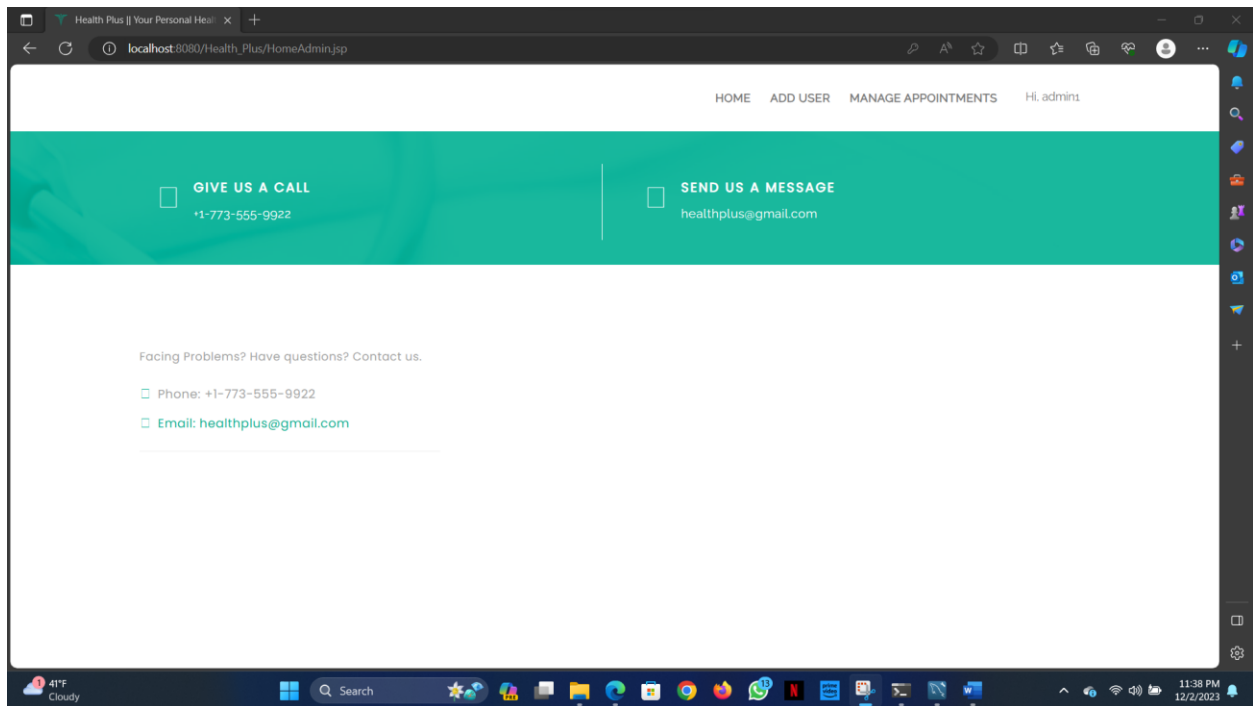 Health Plus || Your Personal Heal
localhost:8080/Health_Plus/HomeAdmin.jsp
HOME ADD USER MANAGE APPOINTMENTS Hi, admin1
GIVE US A CALL
+1-773-555-9922
SEND US A MESSAGE
healthplus@gmail.com
Facing Problems? Have questions? Contact us.
Phone: +1-773-555-9922
Email: healthplus@gmail.com
1
41°F
Cloudy
Search
13
11:38 PM
12/2/2023